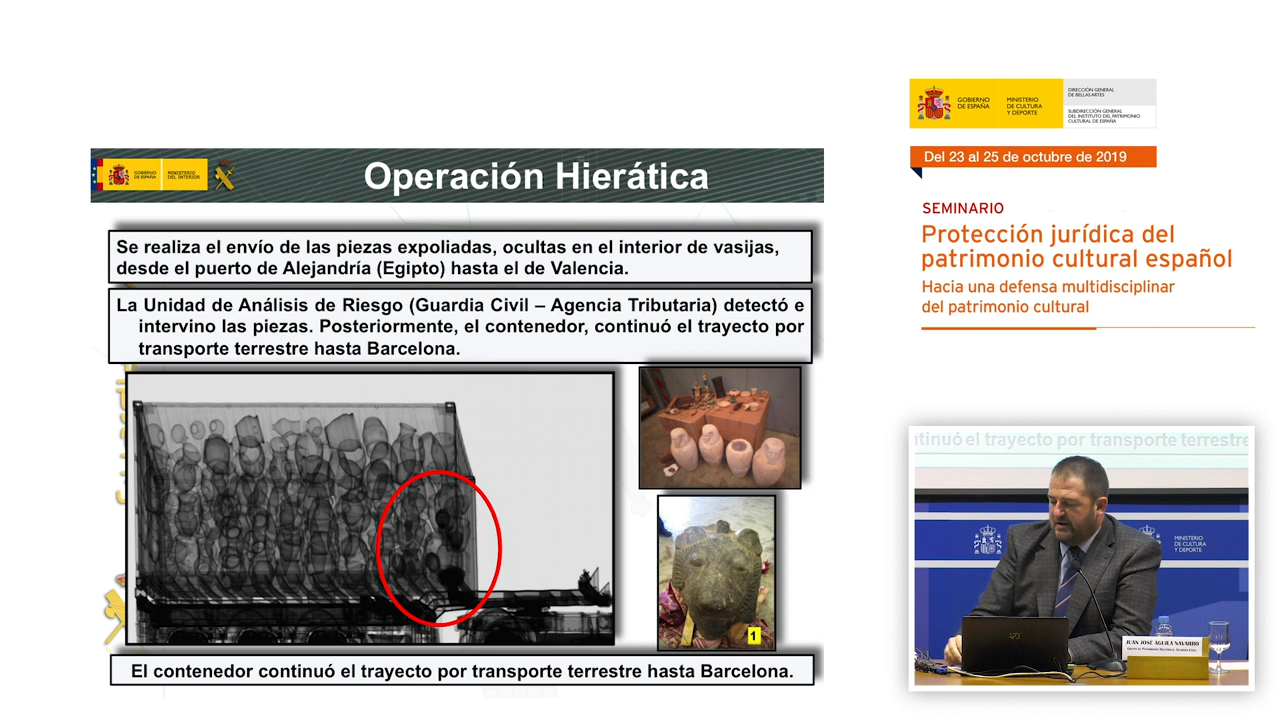 GOBIERNO
DE ESPAÑA
MINISTERIO
DEL INTERIOR
Operación Hierática
Se realiza el envío de las piezas expoliadas, ocultas en el interior de vasijas,
desde el puerto de Alejandría (Egipto) hasta el de Valencia.
La Unidad de Análisis de Riesgo (Guardia Civil – Agencia Tributaria) detectó e
intervino las piezas. Posteriormente, el contenedor, continuó el trayecto por
transporte terrestre hasta Barcelona.
1
El contenedor continuó el trayecto por transporte terrestre hasta Barcelona.
GOBIERNO
DE ESPAÑA
MINISTERIO
DE CULTURA
Y DEPORTE
DIRECCIÓN GENERAL
DE BELLAS ARTES
SUBDIRECCIÓN GENERAL
DEL INSTITUTO DEL PATRIMONIO
CULTURAL DE ESPAÑA
Del 23 al 25 de octubre de 2019
SEMINARIO
Protección jurídica del
patrimonio cultural español
Hacia una defensa multidisciplinar
del patrimonio cultural
tinuó el trayecto por transporte terrestre
MINISTERIO
DE CULTURA
Y DEPORTE
JUAN JOSÉ AGUILA NAVARRO